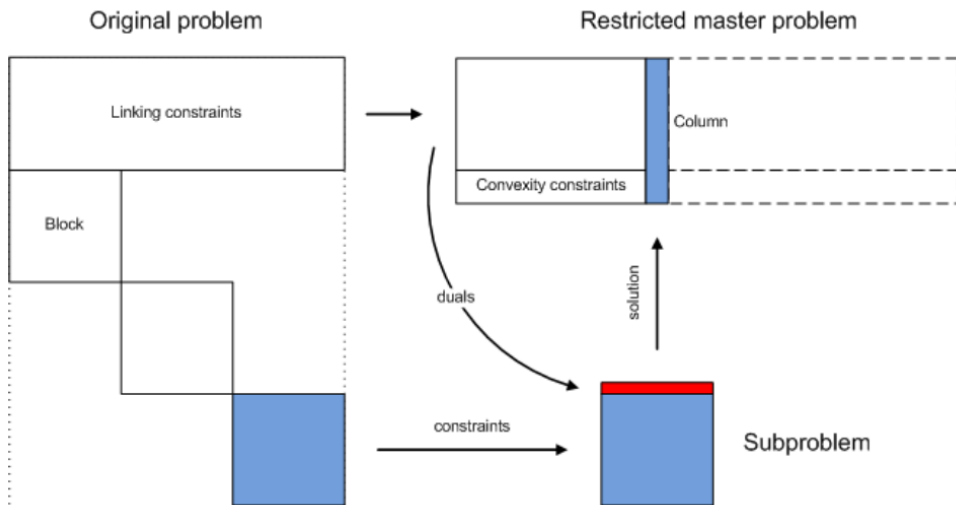 Original problem
Restricted master problem
Linking constraints
Column
Convexity constraints
Block
duals
solution
constraints
Subproblem